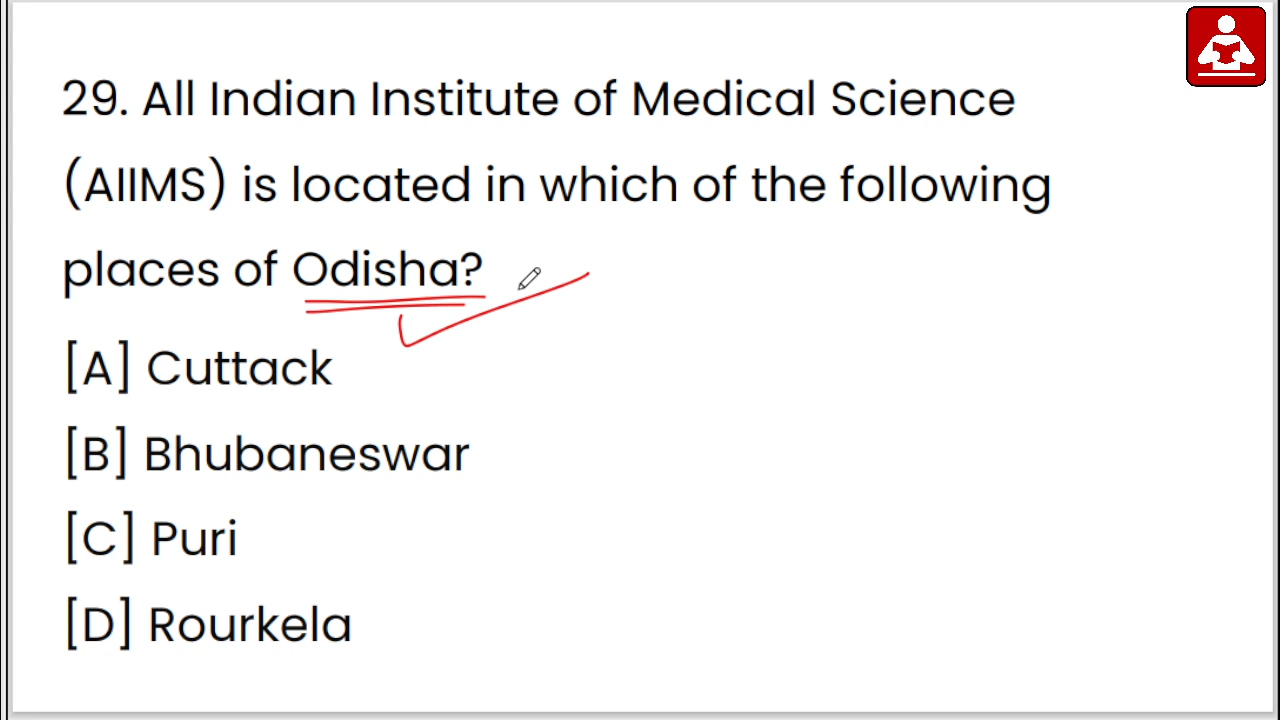 29. All Indian Institute of Medical Science
(AIIMS) is located in which of the following
places of Odisha?
[A] Cuttack
[B] Bhubaneswar
[C] Puri
[D] Rourkela